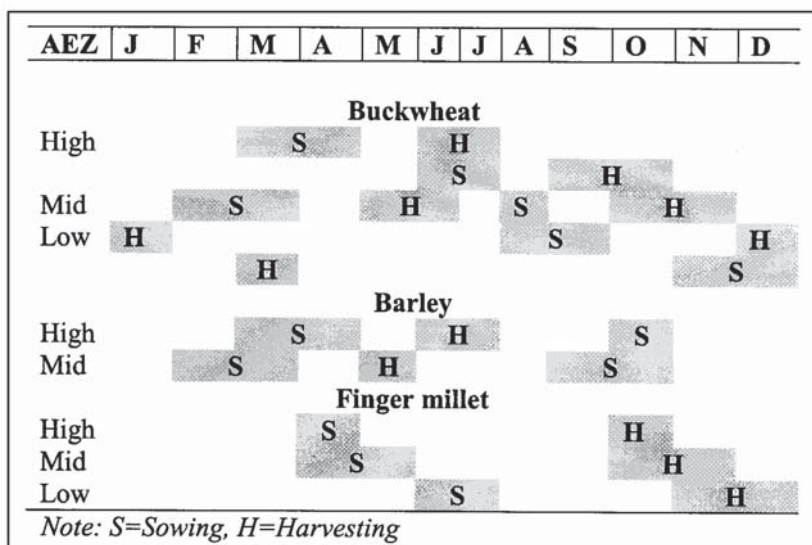 AEZ J F M A M J J A S O N D
Buckwheat
High S H
S H
Mid S H S H
Low H S H
H S
Barley
High S H S
Mid S H S
Finger millet
High S H
Mid S H
Low S H
Note: S=Sowing, H=Harvesting